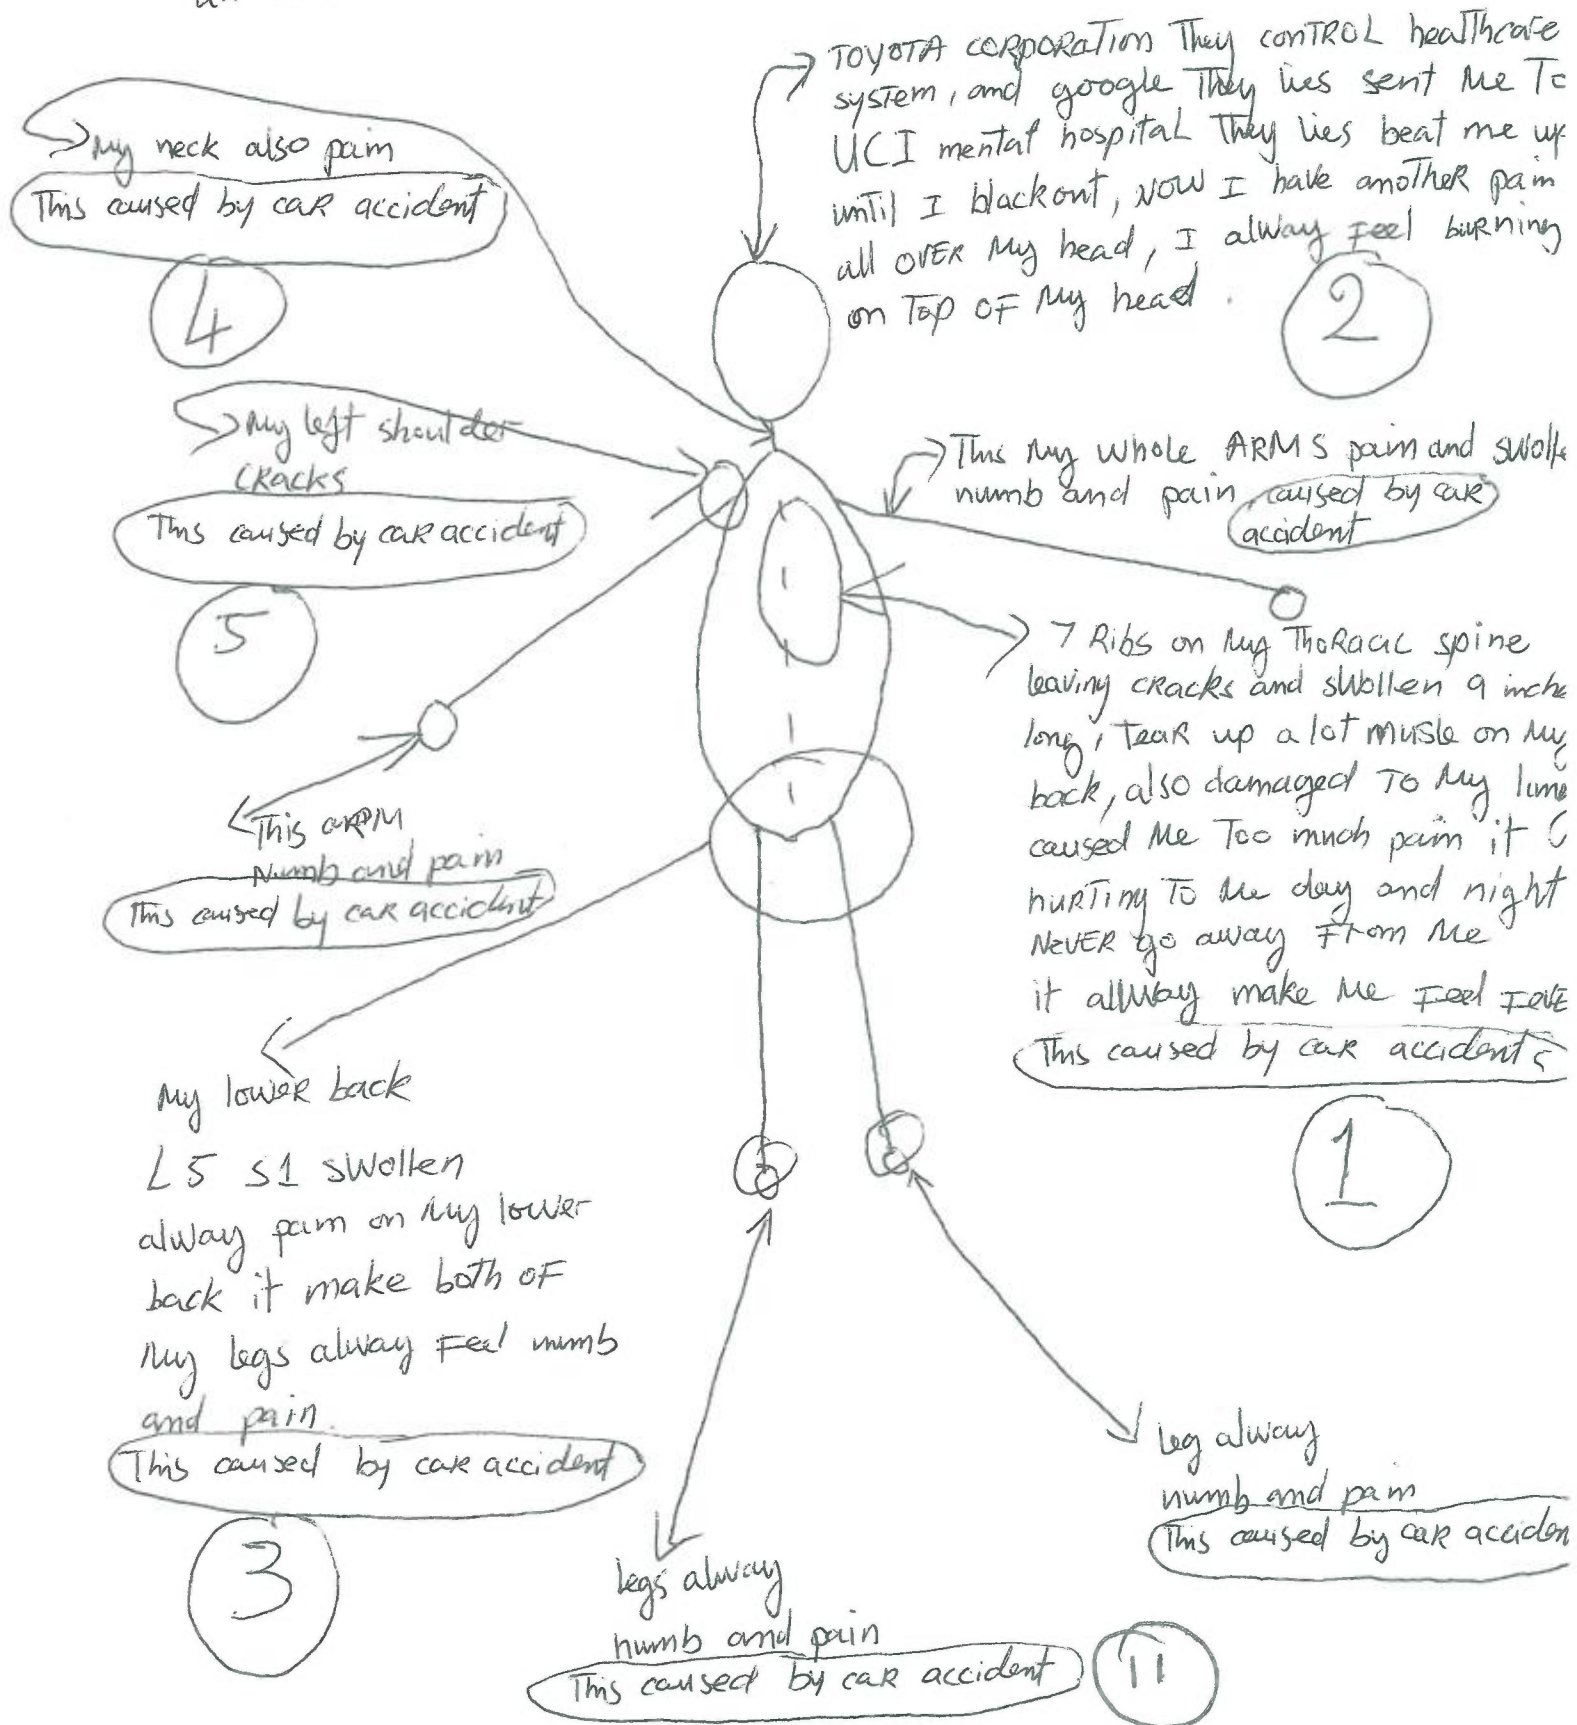 TOYOTA CORPORATION They CONTROL healthcare
system, and google They lies sent Me To
UCI mental hospital They lies beat me up
until I blackout, NOW I have anotheR pain
all OVER My head, I alway Feel buRning
on Top OF My head.
2
My neck also pain
This caused by caR accident
4
My left shoulder
CRacks
This caused by caR accident
5
This My whole ARMS pain and swolle
numb and pain, caused by caR
accident
7 Ribs on My ThoRacic spine
leaving cRacks and swollen 9 inche
long, TeaR up a lot musle on My
back, also damaged To My
caused Me Too much pain it
huRTing To Me day and night
NeVER go away From Me
it allway make Me Feel
This caused by caR accident
1
This aRM
Numb and pain
This caused by caR accident
My loweR back
L5 S1 swollen
alway pain on My lower
back it make both OF
My legs alway Feel numb
and pain.
This caused by caR accident
3
leg alway
numb and pain
This caused by caR acciden
legs alway
numb and pain
This caused by caR accident
11